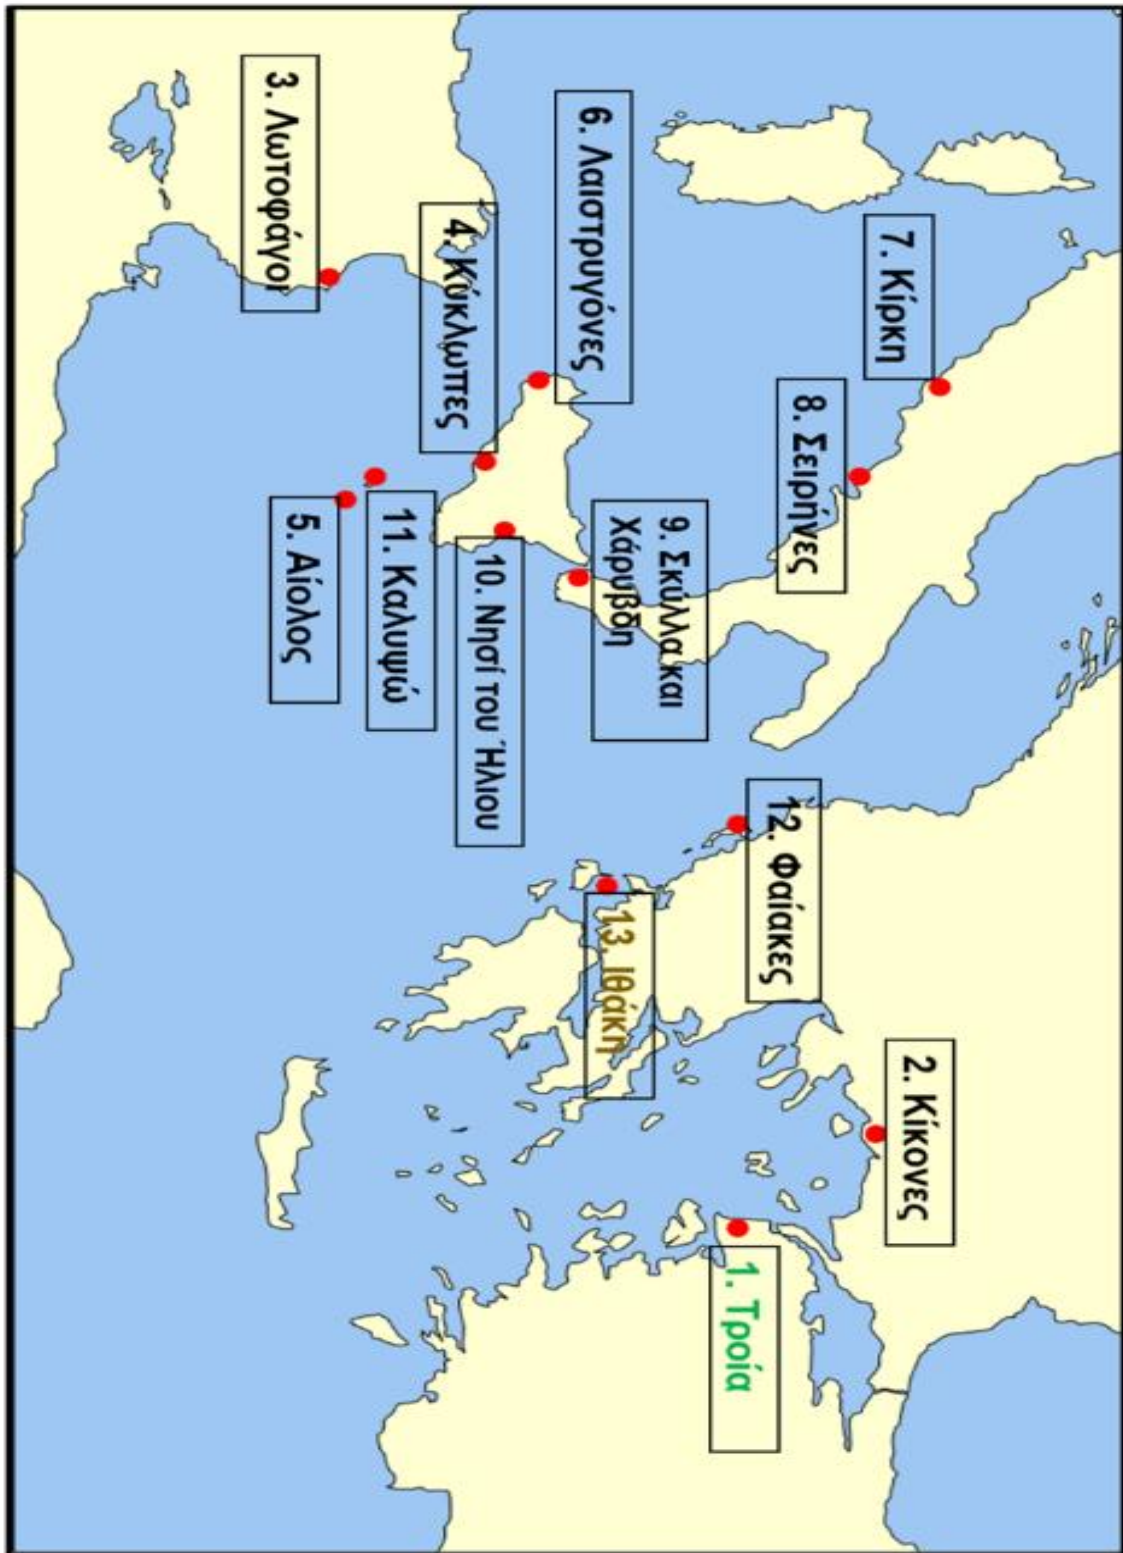 1. Τροία
2. Κίκονες
3. Λωτοφάγοι
4. Κύκλωπες
5. Αίολος
6. Λαιστρυγόνες
7. Κίρκη
8. Σειρήνες
9. Σκύλλα και
Χάρυβδη
10. Νησί του Ήλιου
11. Καλυψώ
12. Φαίακες
13. Ιθάκη